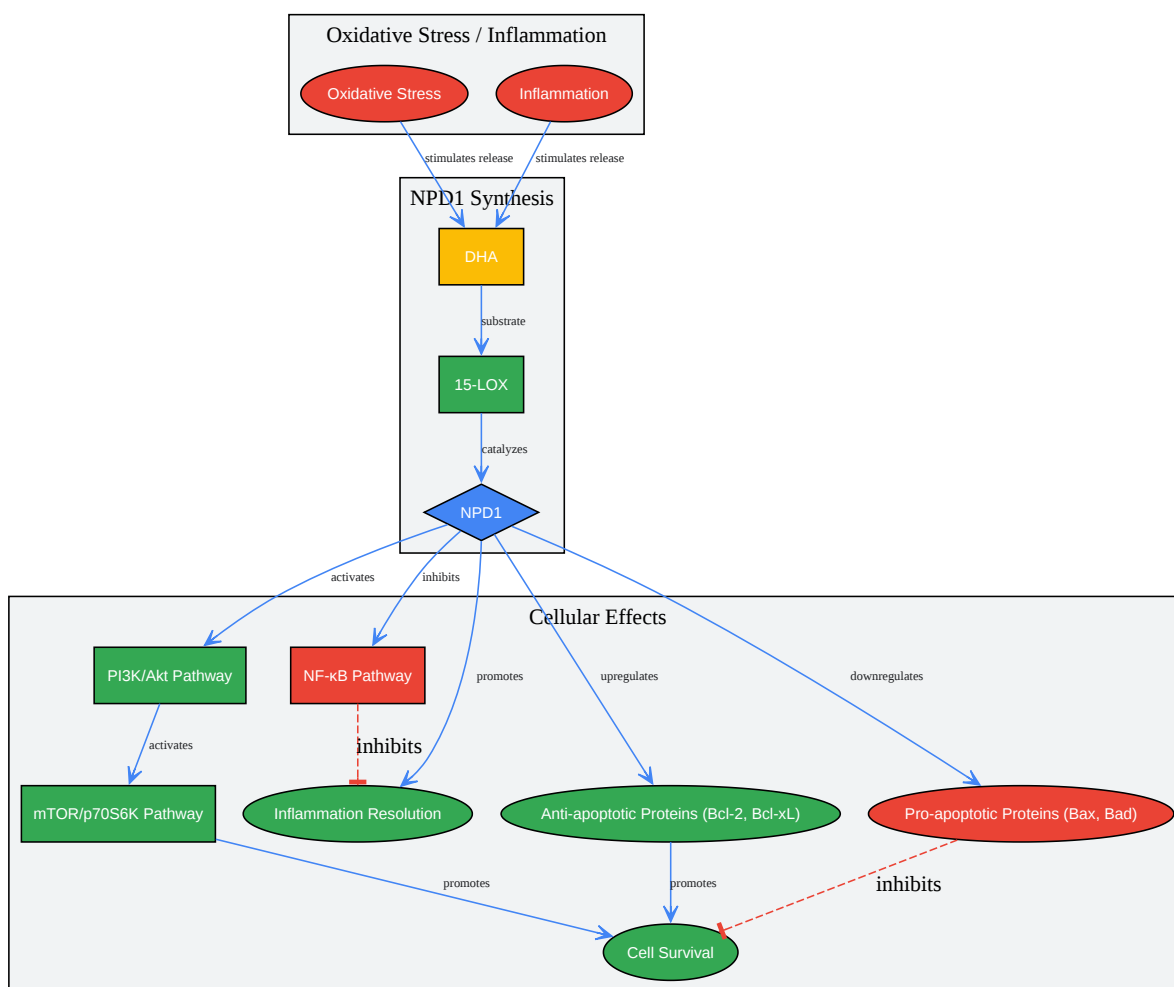 Oxidative Stress / Inflammation
Oxidative Stress
Inflammation
stimulates release
stimulates release
NPD1 Synthesis
DHA
substrate
15-LOX
catalyzes
NPD1
activates
inhibits
Cellular Effects
PI3K/Akt Pathway
NF-κB Pathway
promotes
upregulates
downregulates
activates
inhibits
mTOR/p70S6K Pathway
Inflammation Resolution
Anti-apoptotic Proteins (Bcl-2, Bcl-xL)
Pro-apoptotic Proteins (Bax, Bad)
promotes
promotes
inhibits
Cell Survival